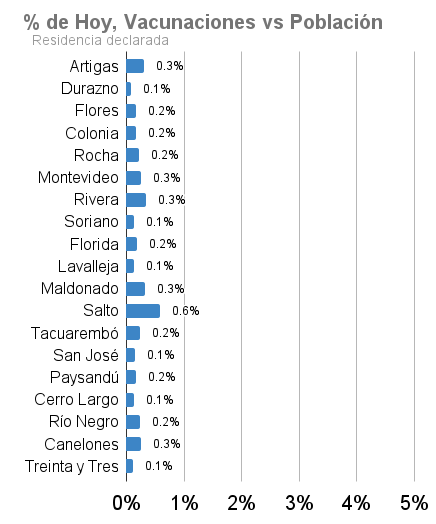 % de Hoy, Vacunaciones vs Población
Residencia declarada
Artigas 0.3%
Durazno 0.1%
Flores 0.2%
Colonia 0.2%
Rocha 0.2%
Montevideo 0.3%
Rivera 0.3%
Soriano 0.1%
Florida 0.2%
Lavalleja 0.1%
Maldonado 0.3%
Salto 0.6%
Tacuarembó 0.2%
San José 0.1%
Paysandú 0.2%
Cerro Largo 0.1%
Río Negro 0.2%
Canelones 0.3%
Treinta y Tres 0.1%
0% 1% 2% 3% 4% 5%